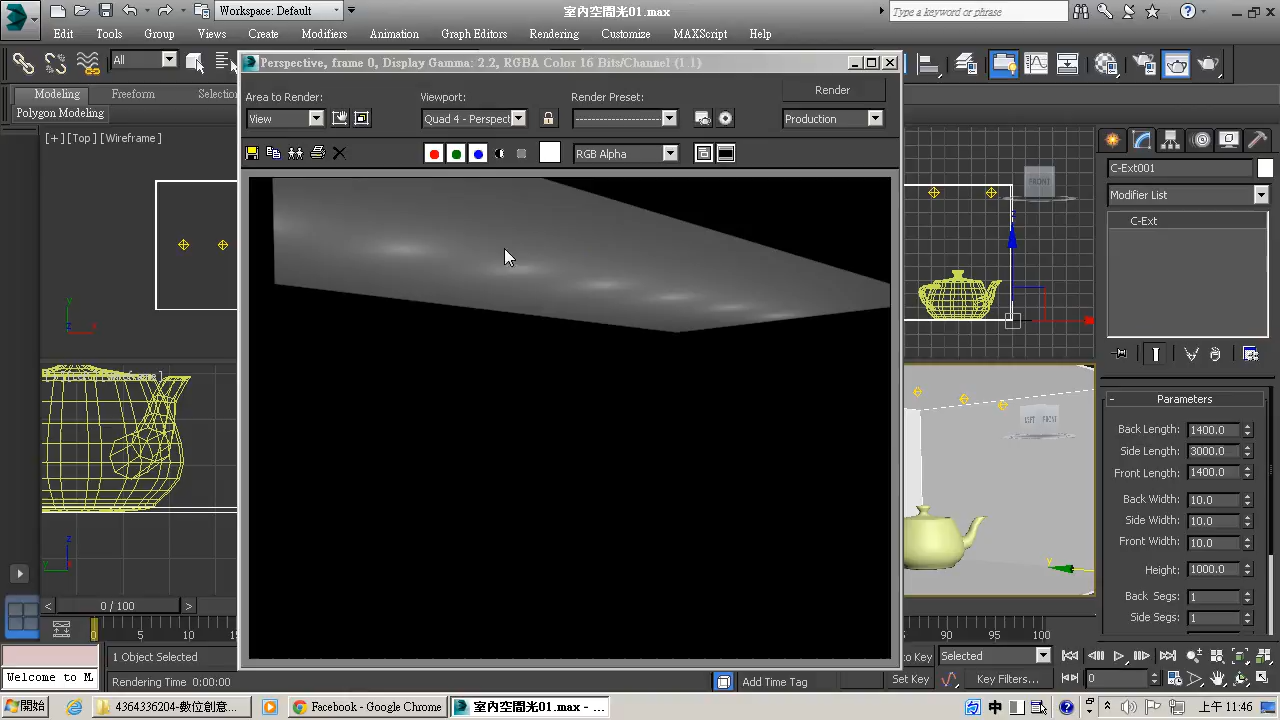 Workspace: Default
室內空間光01.max
Type a keyword or phrase
Edit Tools Group Views Create Modifiers Animation Graph Editors Rendering Customize MAXScript Help
All
Modeling Freeform Selection
Polygon Modeling
[+][Top][Wireframe]
Perspective, frame 0, Display Gamma: 2.2, RGBA Color 16 Bits/Channel (1:1)
Area to Render: Viewport: Render Preset: Render
View Quad 4 - Perspect Production
RGB Alpha
FRONT
LEFT FRONT
C-Ext001
Modifier List
C-Ext
Parameters
Back Length: 1400.0
Side Length: 3000.0
Front Length: 1400.0
Back Width: 10.0
Side Width: 10.0
Front Width: 10.0
Height: 1000.0
Back Segs: 1
Side Segs: 1
0 / 100
0 5 10 15 90 95 100
1 Object Selected
Selected
Welcome to M
Rendering Time 0:00:00
Add Time Tag
Set Key
Key Filters...
0
開始
4364336204-數位創意...
Facebook - Google Chrome
室內空間光01.max - ...
中
上午 11:46